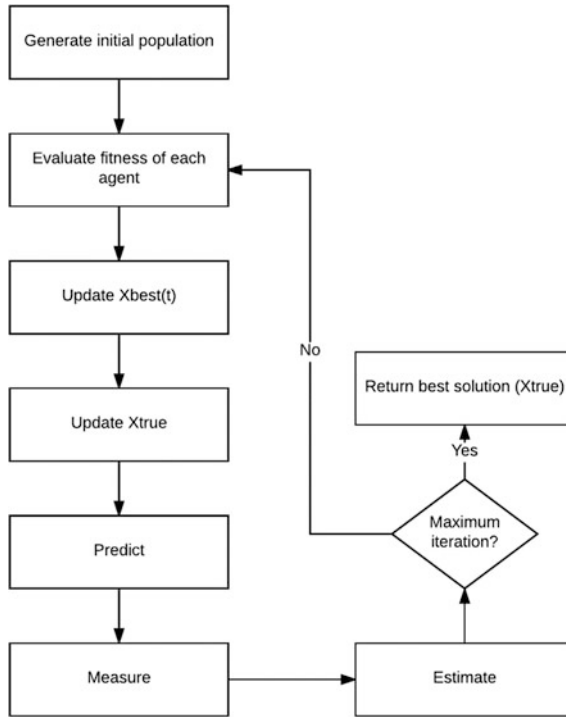 Generate initial population
Evaluate fitness of each
agent
Update Xbest(t)
Update Xtrue
Predict
Measure
Estimate
Maximum
iteration?
No
Yes
Return best solution (Xtrue)